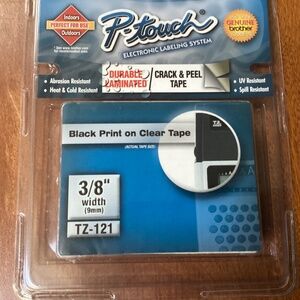 Indoors
PERFECT FOR USE
Outdoors
P-touch
ELECTRONIC LABELING SYSTEM
GENUINE
brother
• Abrasion Resistant
• Heat & Cold Resistant
DURABLE
LAMINATED
CRACK & PEEL
TAPE
• UV Resistant
• Spill Resistant
Black Print on Clear Tape
(ACTUAL TAPE SIZE)
3/8"
width
(9mm)
TZ-121